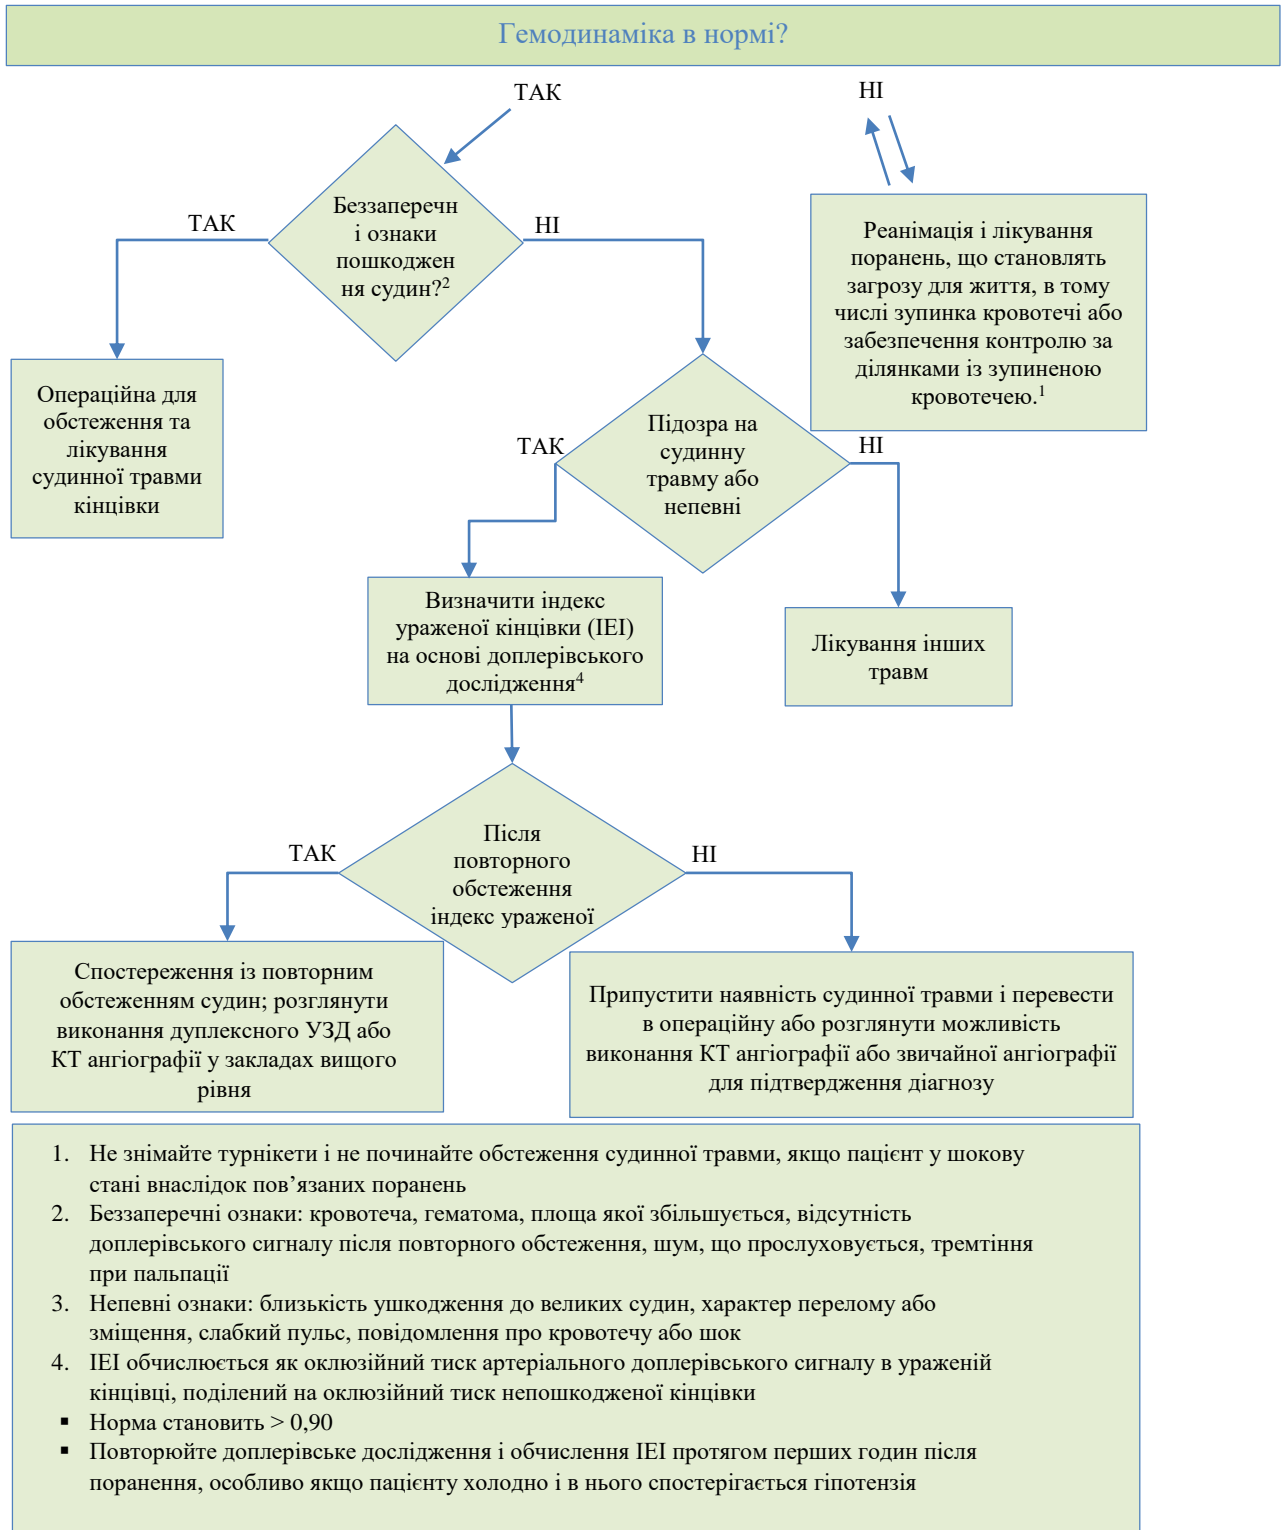 Гемодинаміка в нормі?
ТАК
НІ
Беззаперечн
і ознаки
пошкоджен
ня судин?2
ТАК
НІ
Реанімація і лікування
поранень, що становлять
загрозу для життя, в тому
числі зупинка кровотечі або
забезпечення контролю за
ділянками із зупиненою
кровотечею.1
Операційна для
обстеження та
лікування
судинної травми
кінцівки
Підозра на
судинну
травму або
непевні
ТАК
НІ
Визначити індекс
ураженої кінцівки (IEI)
на основі доплерівського
дослідження4
Лікування інших
травм
Після
повторного
обстеження
індекс ураженої
ТАК
НІ
Спостереження із повторним
обстеженням судин; розглянути
виконання дуплексного УЗД або
КТ ангіографії у закладах вищого
рівня
Припустити наявність судинної травми і перевести
в операційну або розглянути можливість
виконання КТ ангіографії або звичайної ангіографії
для підтвердження діагнозу
1. Не знімайте турнікети і не починайте обстеження судинної травми, якщо пацієнт у шокову
стані внаслідок пов’язаних поранень
2. Беззаперечні ознаки: кровотеча, гематома, площа якої збільшується, відсутність
доплерівського сигналу після повторного обстеження, шум, що прослуховується, тремтіння
при пальпації
3. Непевні ознаки: близькість ушкодження до великих судин, характер перелому або
зміщення, слабкий пульс, повідомлення про кровотечу або шок
4. IEI обчислюється як оклюзійний тиск артеріального доплерівського сигналу в ураженій
кінцівці, поділений на оклюзійний тиск непошкодженої кінцівки
▪ Норма становить > 0,90
▪ Повторюйте доплерівське дослідження і обчислення IEI протягом перших годин після
поранення, особливо якщо пацієнту холодно і в нього спостерігається гіпотензія